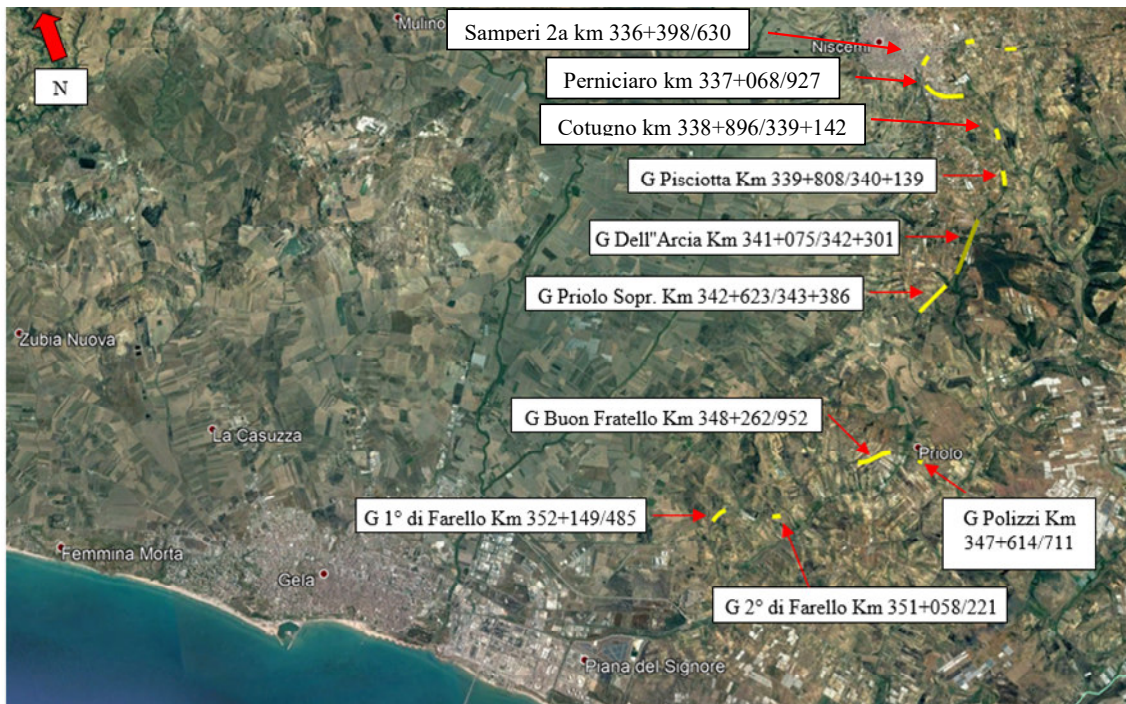 Mulino
Samperi 2a km 336+398/630
Niscemi
N
Perniciaro km 337+068/927
Cotugno km 338+896/339+142
G Pisciotta Km 339+808/340+139
G Dell"Arcia Km 341+075/342+301
G Priolo Sopr. Km 342+623/343+386
Zubia Nuova
G Buon Fratello Km 348+262/952
La Casuzza
Priolo
G 1° di Farello Km 352+149/485
G Polizzi Km
347+614/711
Femmina Morta
Gela
G 2° di Farello Km 351+058/221
Piana del Signore